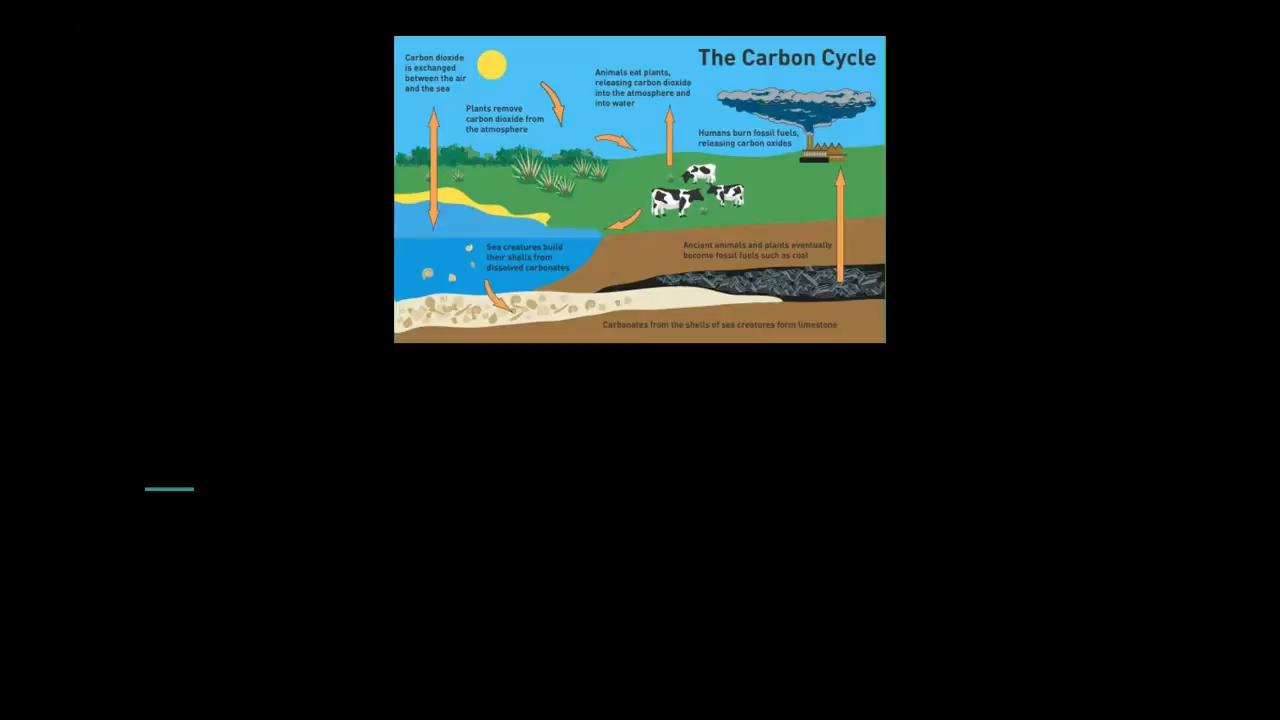 The Carbon Cycle
Carbon dioxide
is exchanged
between the air
and the sea
Plants remove
carbon dioxide from
the atmosphere
Animals eat plants,
releasing carbon dioxide
into the atmosphere and
into water
Humans burn fossil fuels,
releasing carbon oxides
Sea creatures build
their shells from
dissolved carbonates
Ancient animals and plants eventually
become fossil fuels such as coal
Carbonates from the shells of sea creatures form limestone